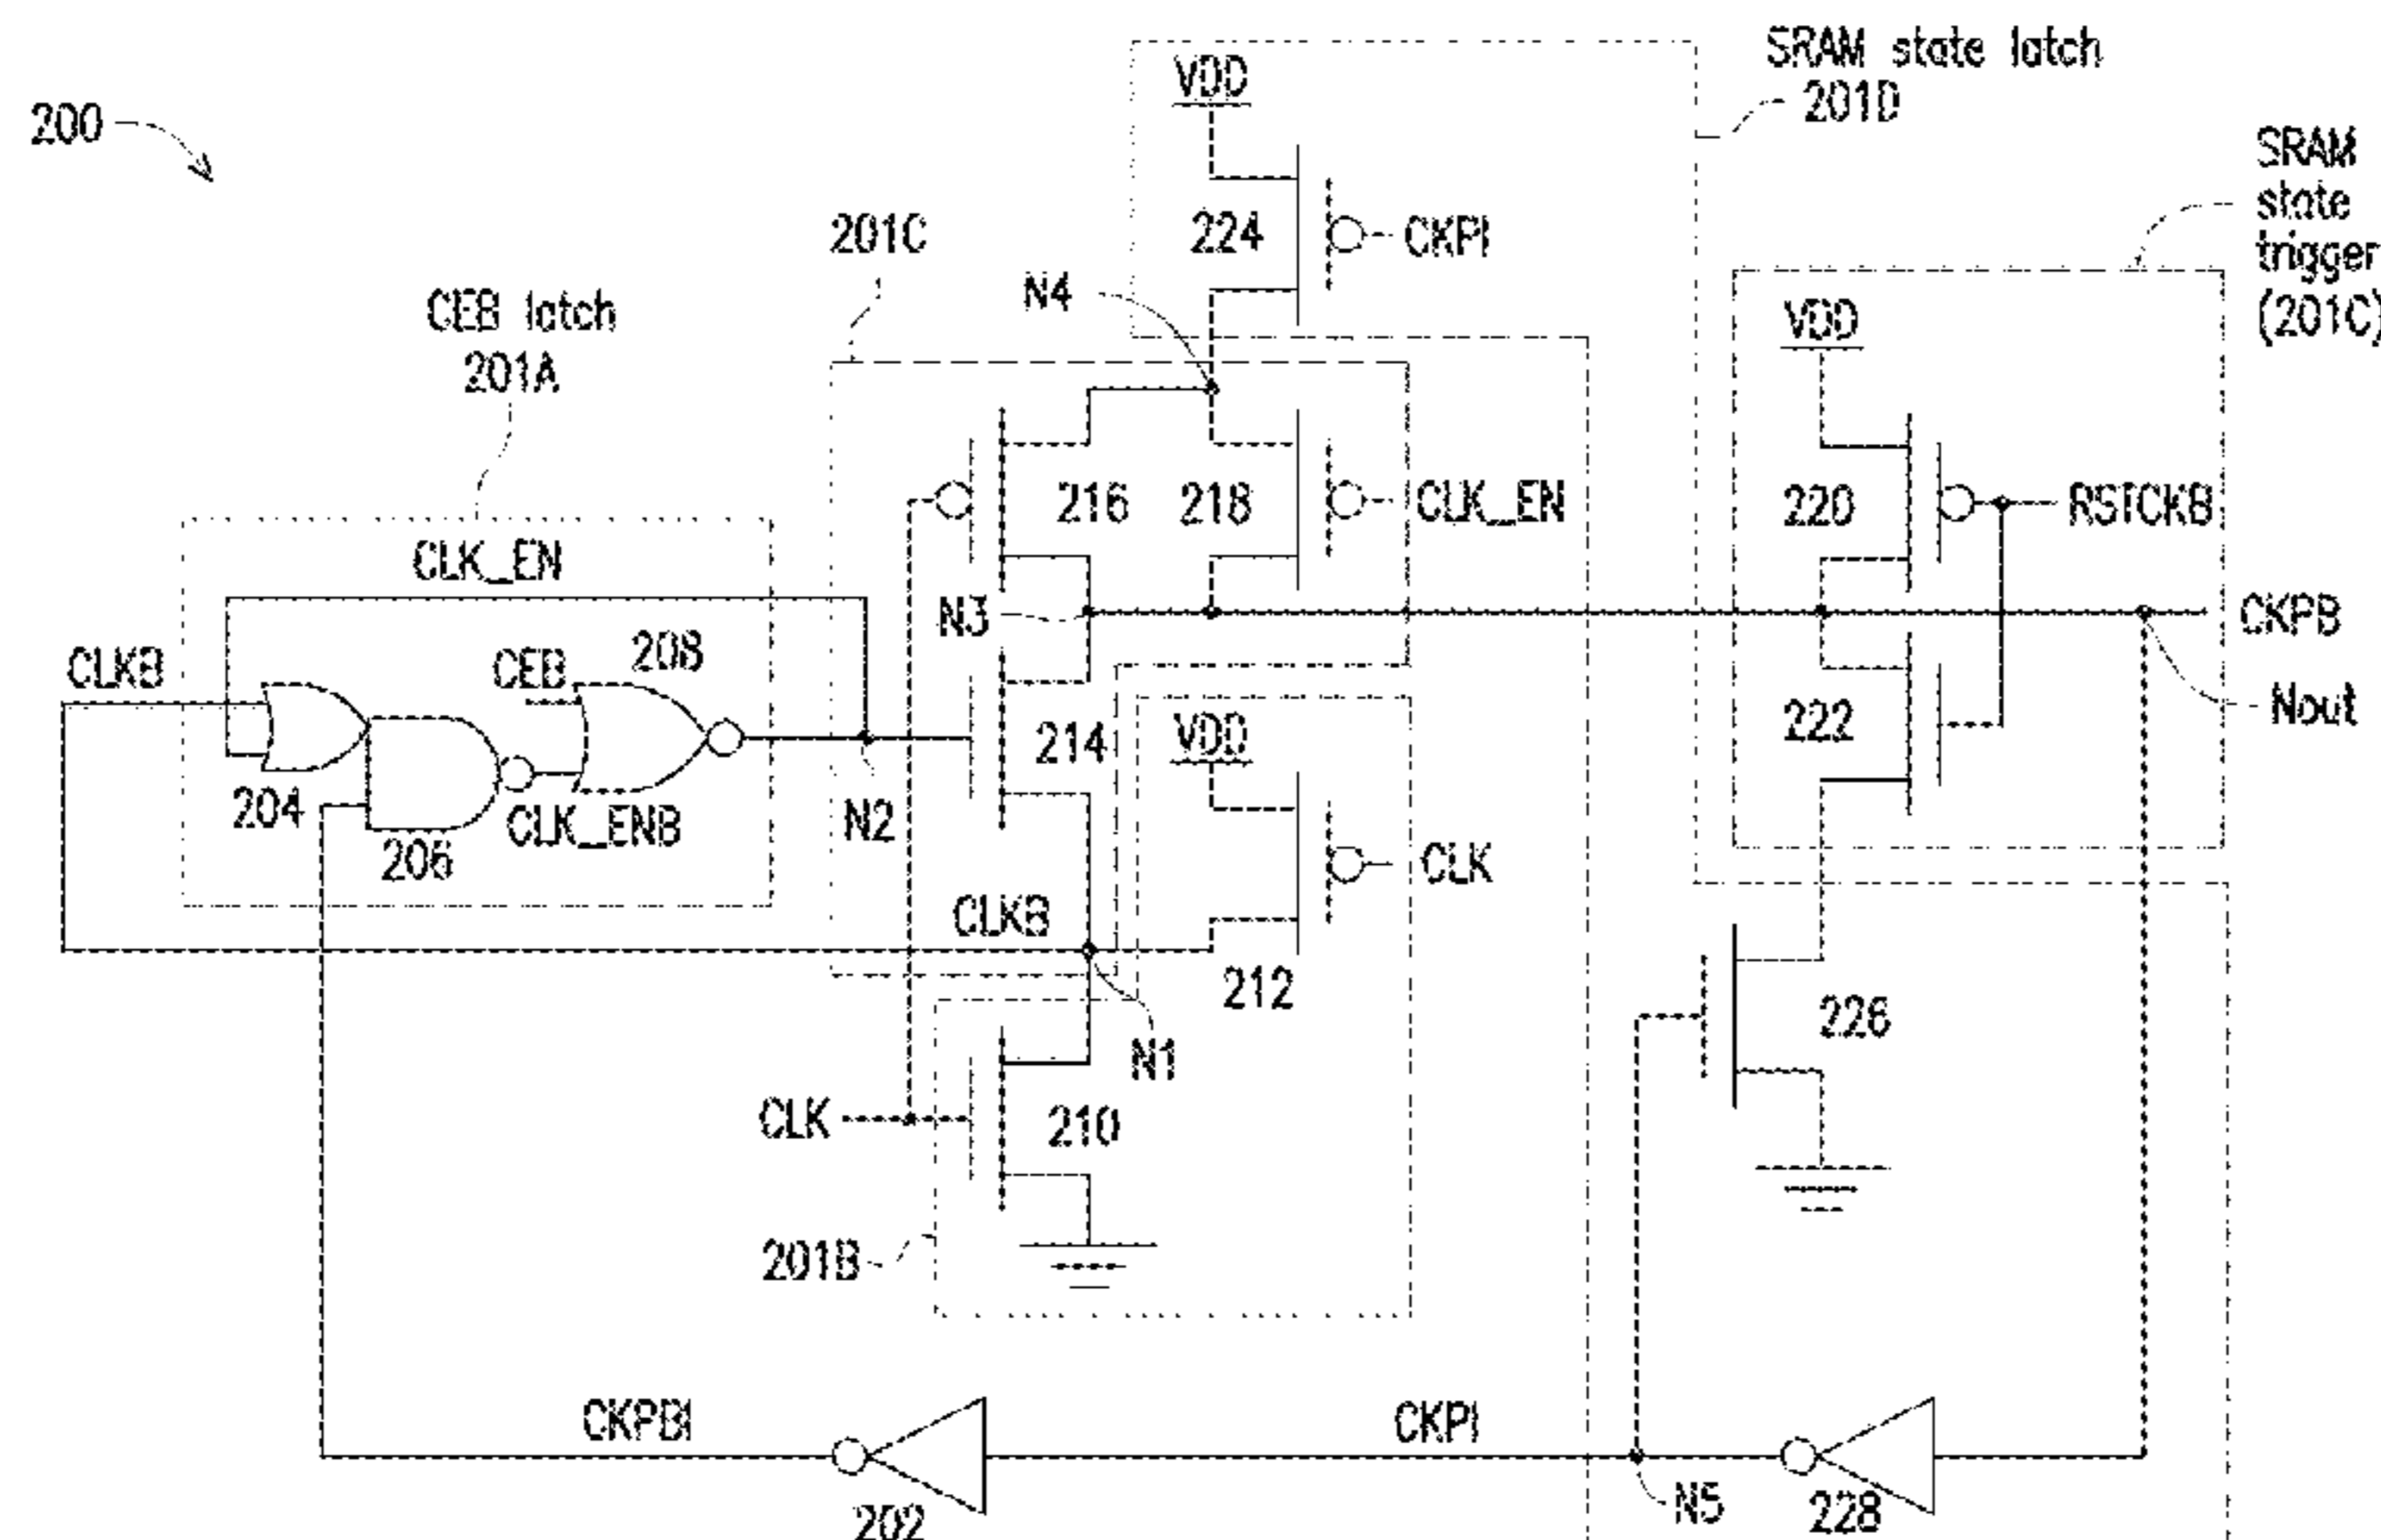 200
SRAM state latch
201D
SRAM
state
trigger
(201C)
VDD
224
CKPI
N4
201C
CEB latch
201A
VDD
216
218
CLK_EN
220
RSTCKB
CLK_EN
N3
CKPB
CLKB
CEB
208
214
VDD
222
Nout
204
206
CLK_ENB
N2
CLK
CLKB
212
226
N1
CLK
210
201B
CKPBI
CKPI
N5
202
228